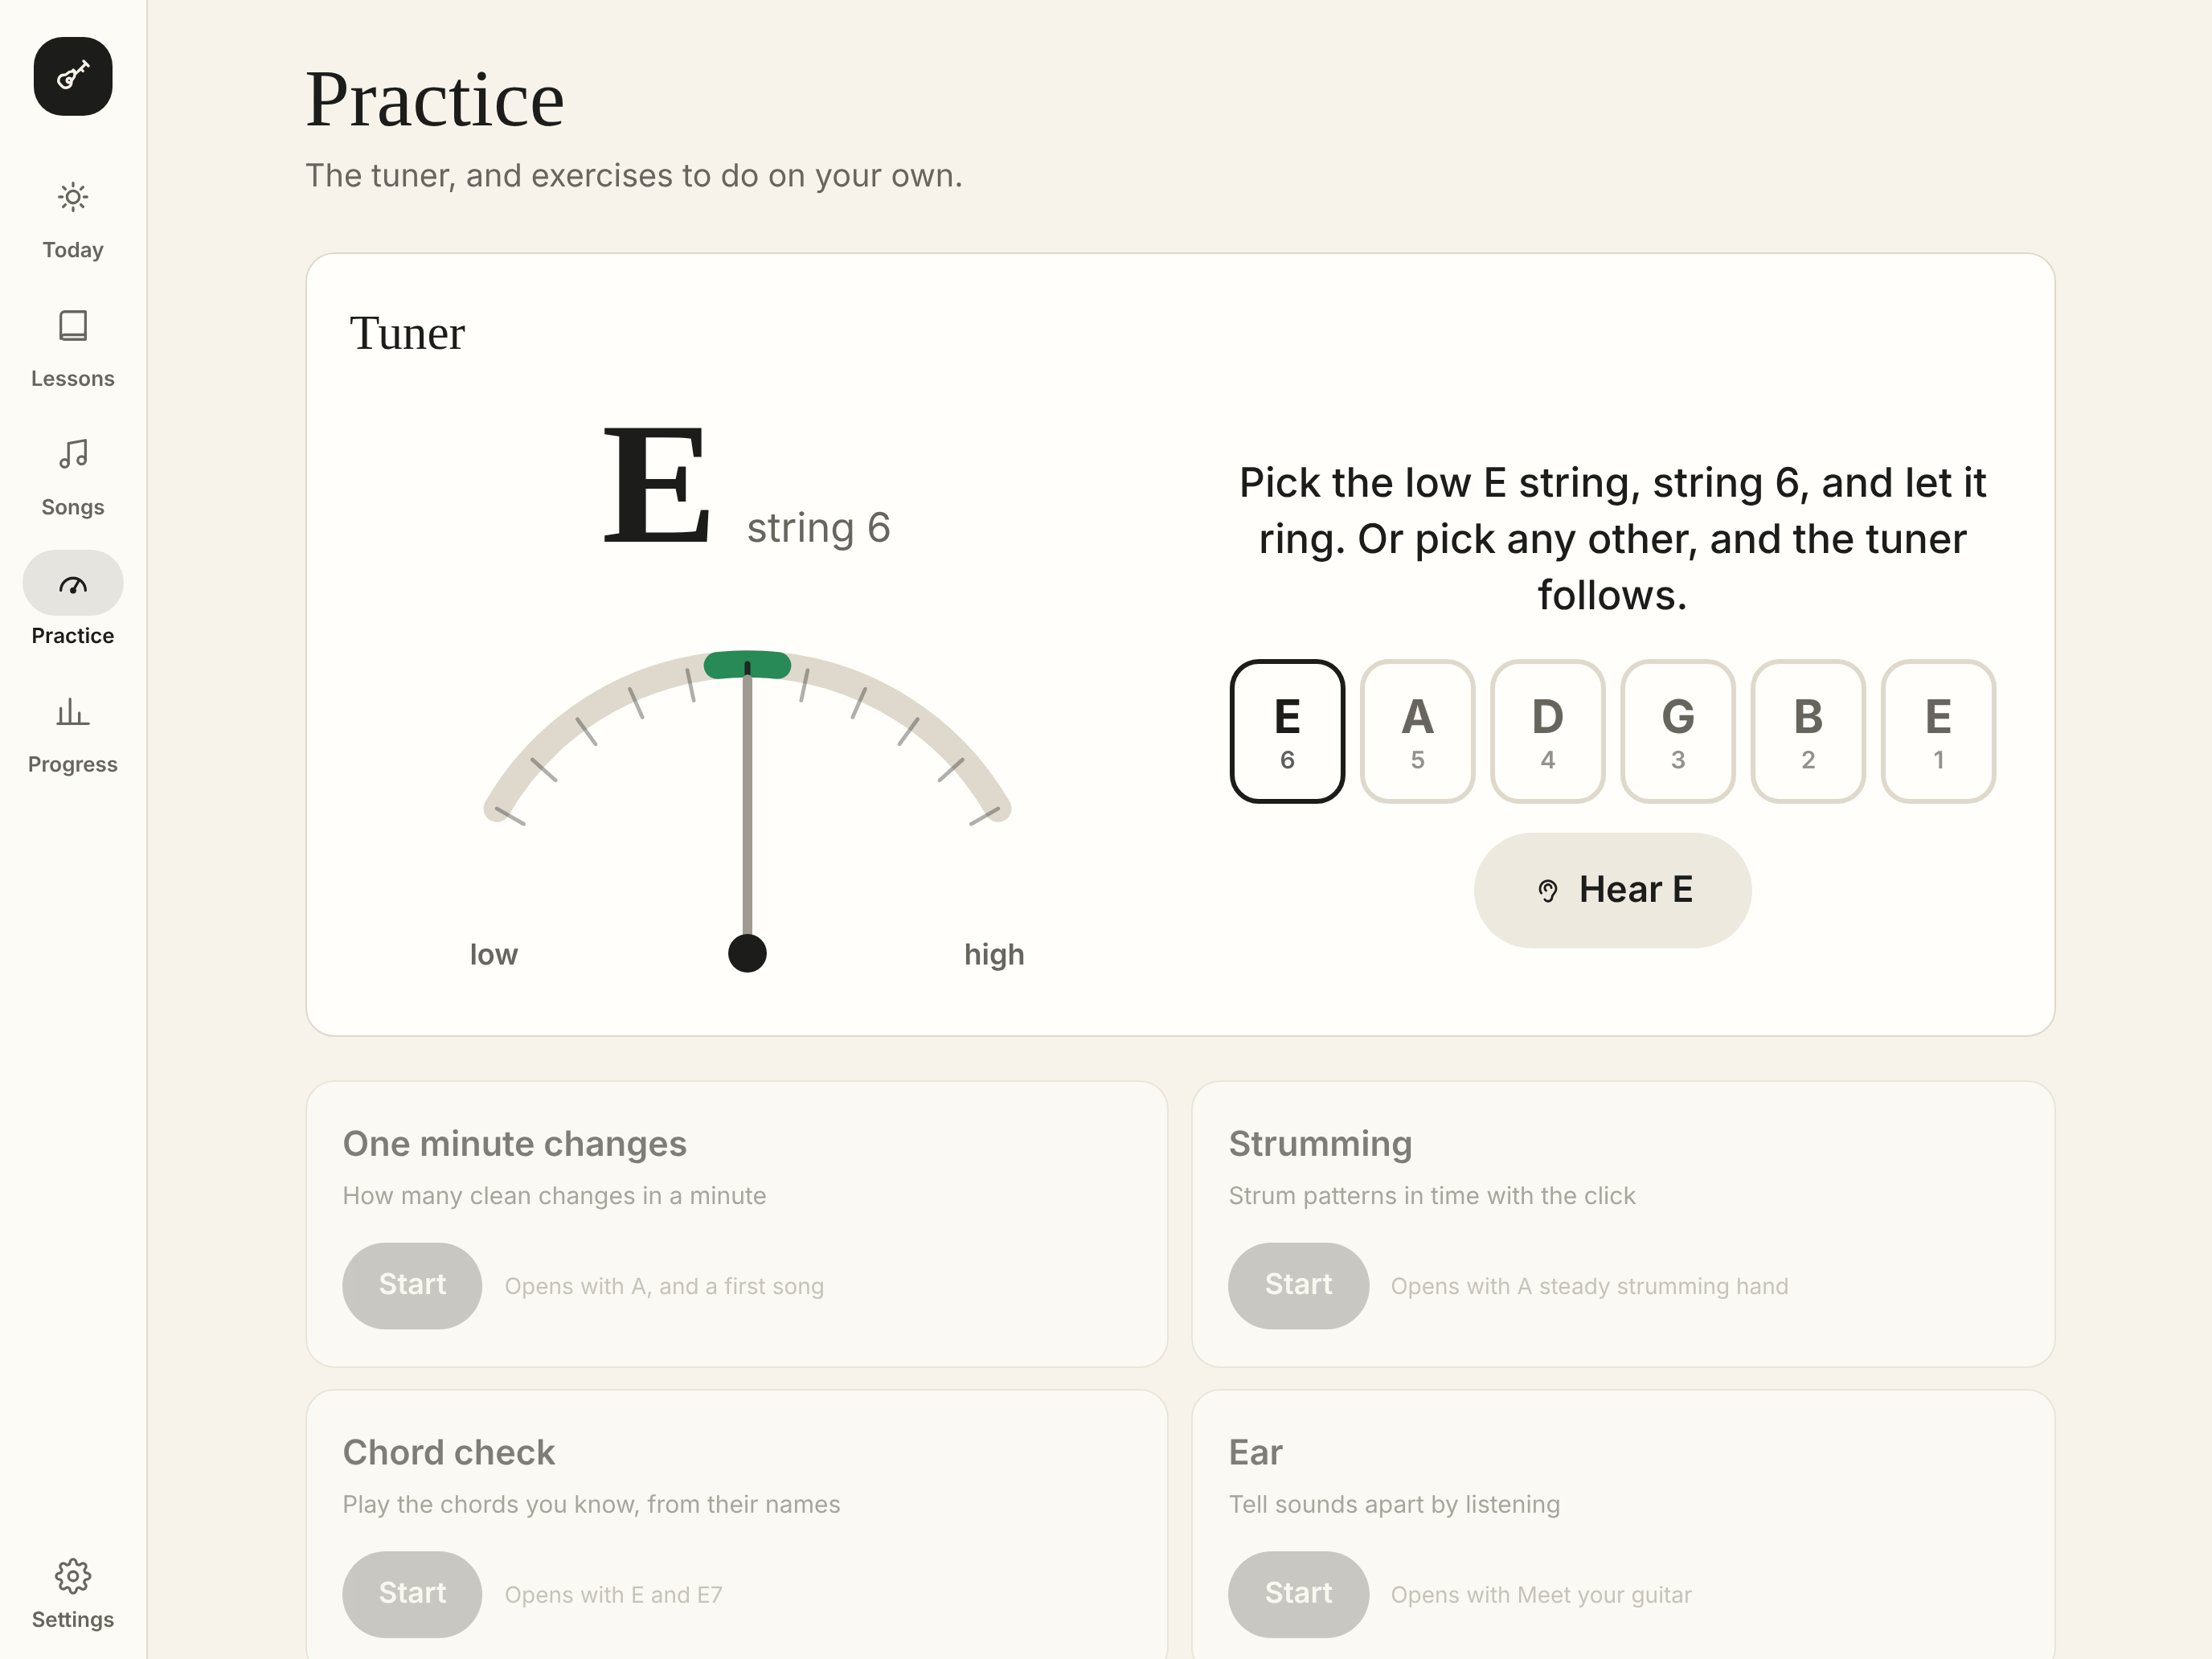 Practice
The tuner, and exercises to do on your own.
Today
Lessons
Songs
Practice
Progress
Settings
Tuner
E string 6
low
high
Pick the low E string, string 6, and let it
ring. Or pick any other, and the tuner
follows.
E A D G B E
6 5 4 3 2 1
Hear E
One minute changes
How many clean changes in a minute
Start Opens with A, and a first song
Strumming
Strum patterns in time with the click
Start Opens with A steady strumming hand
Chord check
Play the chords you know, from their names
Start Opens with E and E7
Ear
Tell sounds apart by listening
Start Opens with Meet your guitar